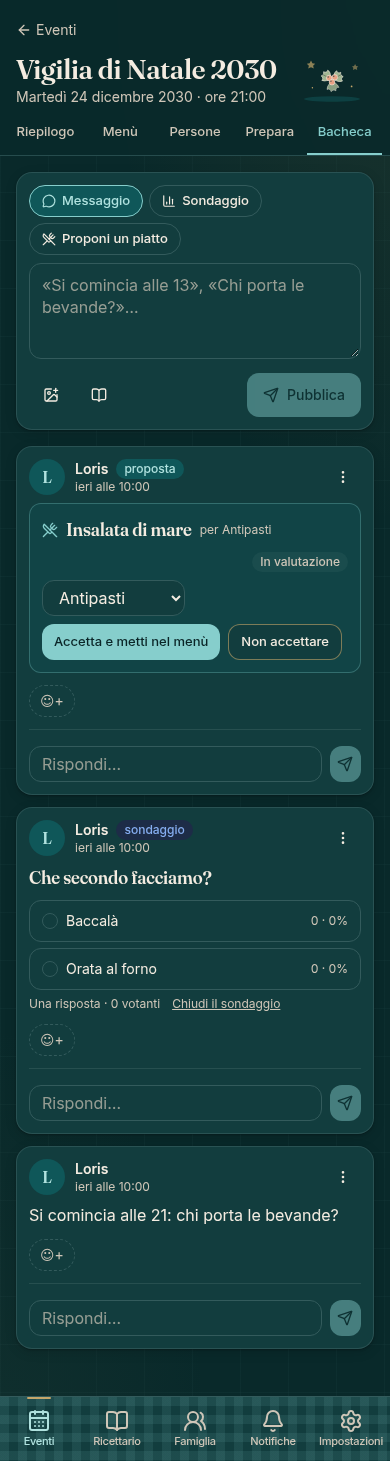 Eventi
Vigilia di Natale 2030
Martedì 24 dicembre 2030 · ore 21:00
Riepilogo Menù Persone Prepara Bacheca
Messaggio Sondaggio
Proponi un piatto
«Si comincia alle 13», «Chi porta le
bevande?»…
Pubblica
L
Loris proposta
ieri alle 10:00
Insalata di mare per Antipasti
In valutazione
Antipasti
Accetta e metti nel menù Non accettare
+
Rispondi…
L
Loris sondaggio
ieri alle 10:00
Che secondo facciamo?
Baccalà 0 · 0%
Orata al forno 0 · 0%
Una risposta · 0 votanti Chiudi il sondaggio
+
Rispondi…
L
Loris
ieri alle 10:00
Si comincia alle 21: chi porta le bevande?
+
Rispondi…
Eventi Ricettario Famiglia Notifiche Impostazioni